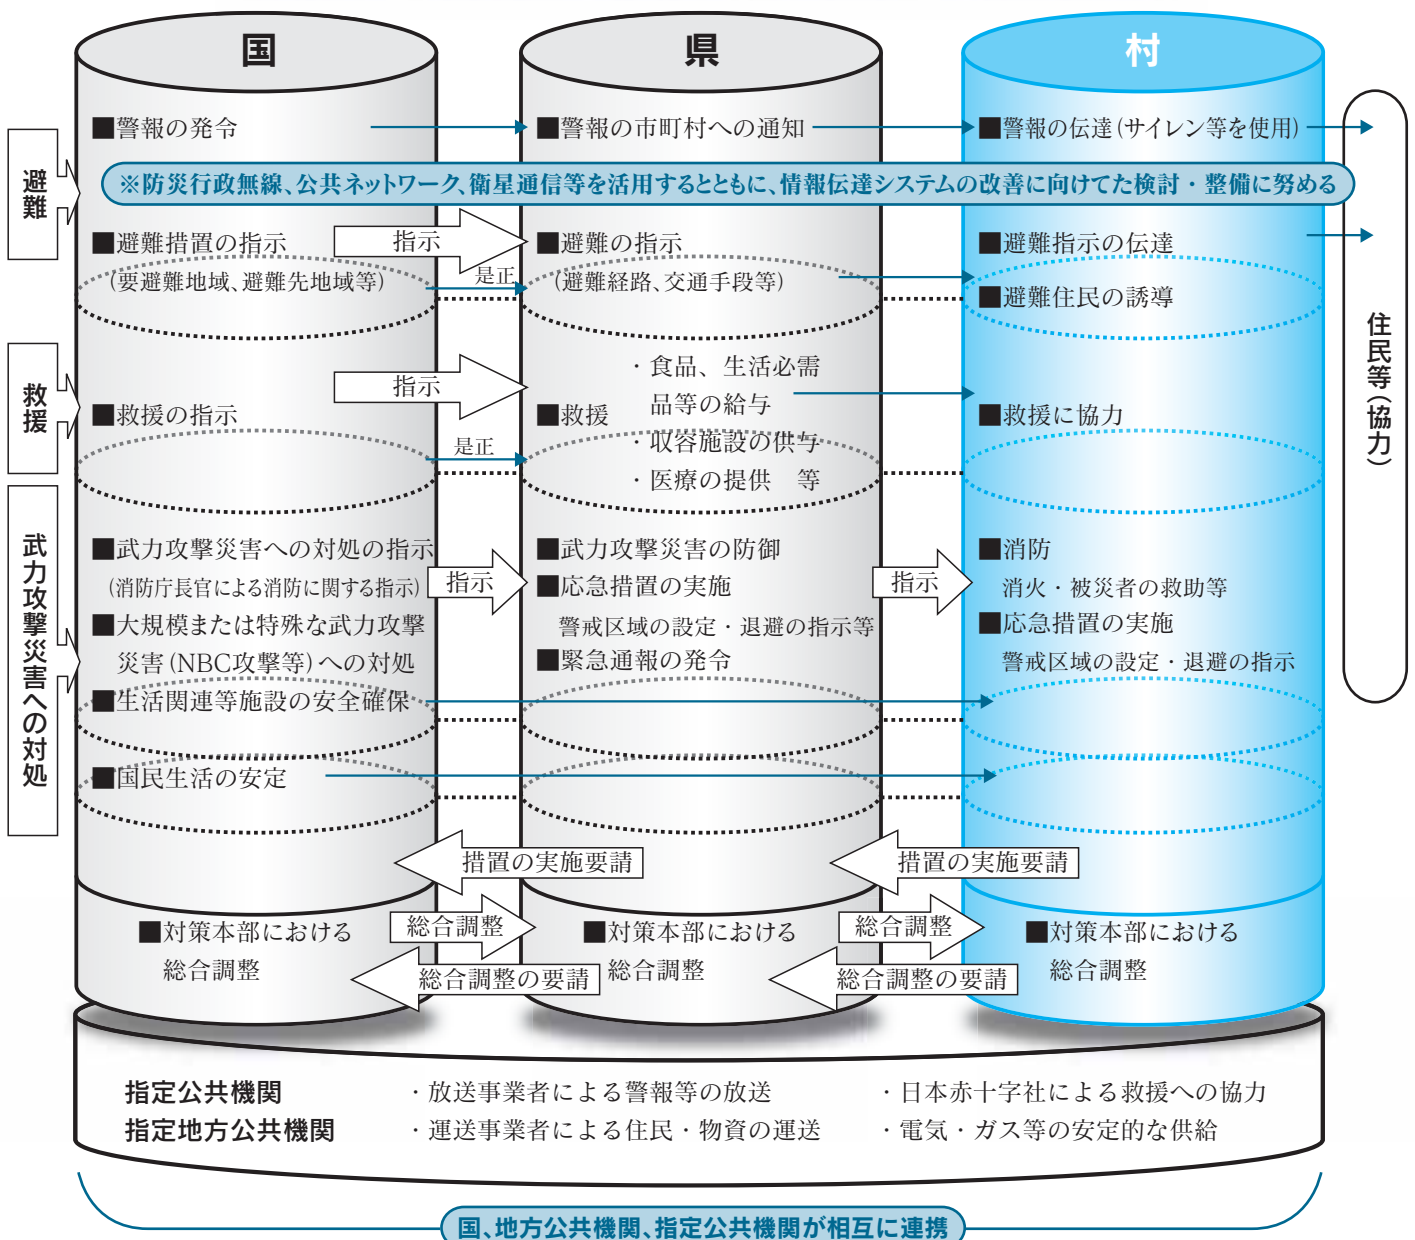 国
県
村
避難
■警報の発令
■警報の市町村への通知
■警報の伝達(サイレン等を使用)
※防災行政無線、公共ネットワーク、衛星通信等を活用するとともに、情報伝達システムの改善に向けてた検討・整備に努める
■避難措置の指示
(要避難地域、避難先地域等)
指示
是正
■避難の指示
(避難経路、交通手段等)
■避難指示の伝達
■避難住民の誘導
住民等(協力)
救援
■救援の指示
指示
是正
■救援
・食品、生活必需
品等の給与
・収容施設の供与
・医療の提供 等
■救援に協力
武力攻撃災害への対処
■武力攻撃災害への対処の指示
(消防庁長官による消防に関する指示)
■大規模または特殊な武力攻撃
災害(NBC攻撃等)への対処
■生活関連等施設の安全確保
■国民生活の安定
指示
■武力攻撃災害の防御
■応急措置の実施
警戒区域の設定・退避の指示等
■緊急通報の発令
指示
■消防
消火・被災者の救助等
■応急措置の実施
警戒区域の設定・退避の指示
措置の実施要請
措置の実施要請
■対策本部における
総合調整
総合調整
総合調整の要請
■対策本部における
総合調整
総合調整
総合調整の要請
■対策本部における
総合調整
指定公共機関
指定地方公共機関
・放送事業者による警報等の放送
・運送事業者による住民・物資の運送
・日本赤十字社による救援への協力
・電気・ガス等の安定的な供給
国、地方公共機関、指定公共機関が相互に連携